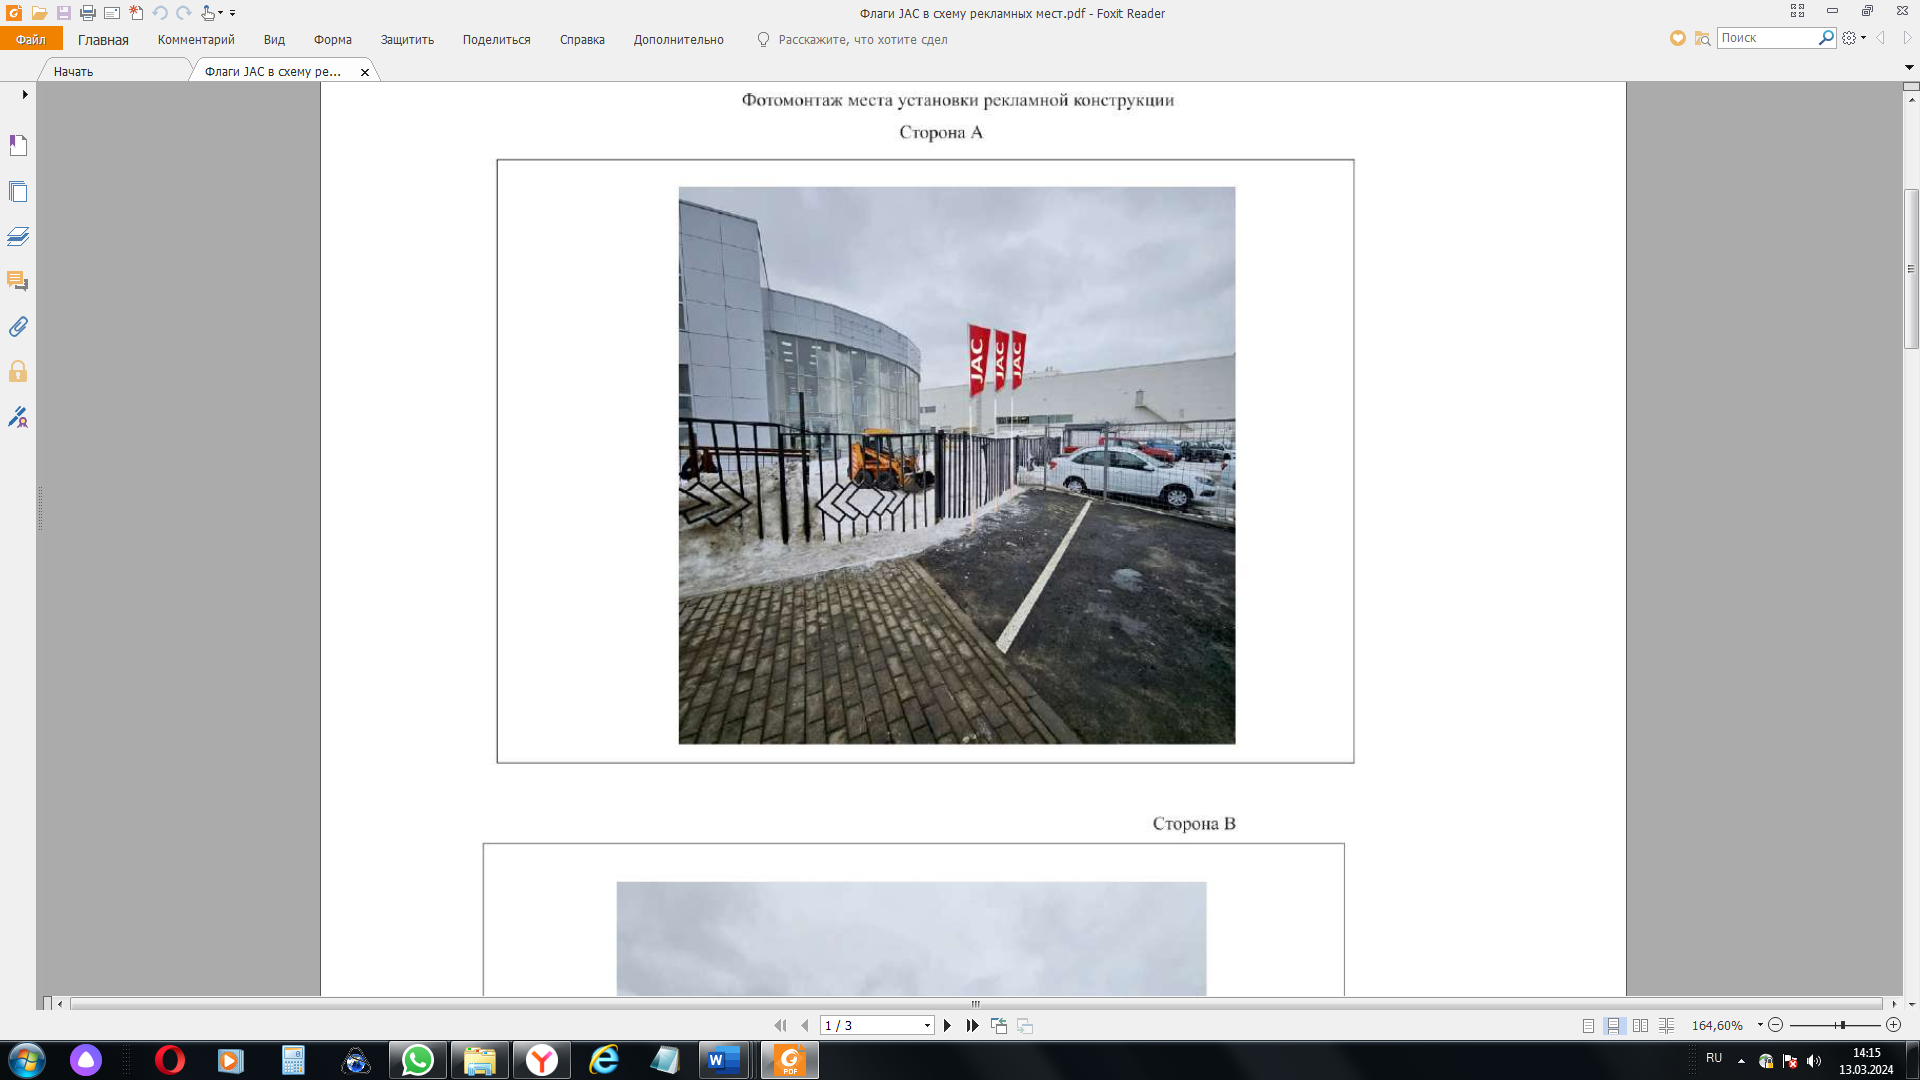 Флаги JAC в схему рекламных мест.pdf - Foxit Reader
Файл
Главная
Комментарий
Вид
Форма
Защитить
Поделиться
Справка
Дополнительно
Расскажите, что хотите сдел
Поиск
Начать
Флаги JAC в схему ре...
Фотомонтаж места установки рекламной конструкции
Сторона А
JAC
JAC
JAC
Сторона В
1 / 3
164,60%
RU
14:15
13.03.2024